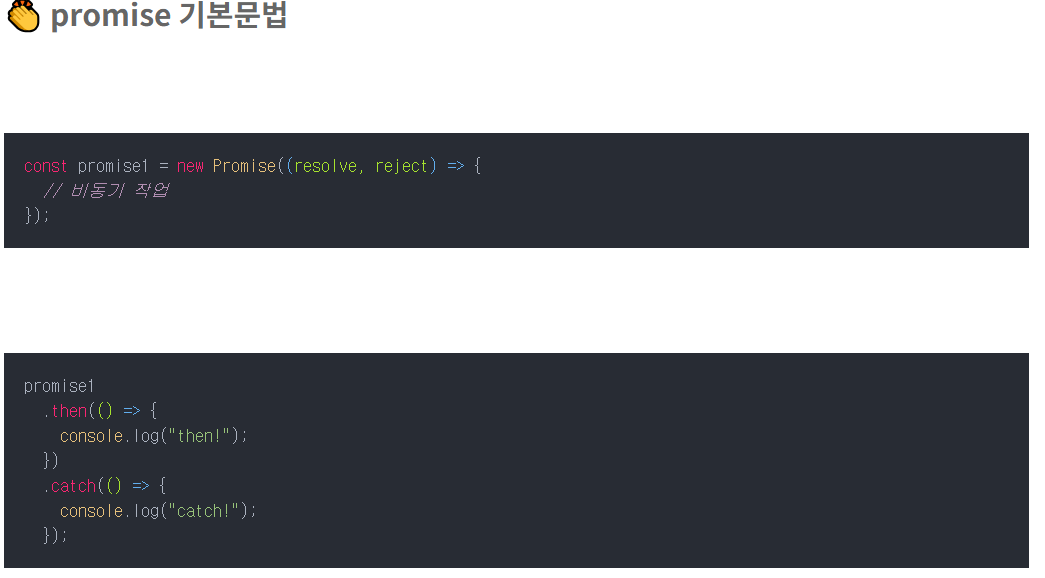 👏 promise 기본문법
const promise1 = new Promise((resolve, reject) => {
  // 비동기 작업
});
promise1
  .then(() => {
    console.log("then!");
  })
  .catch(() => {
    console.log("catch!");
  });